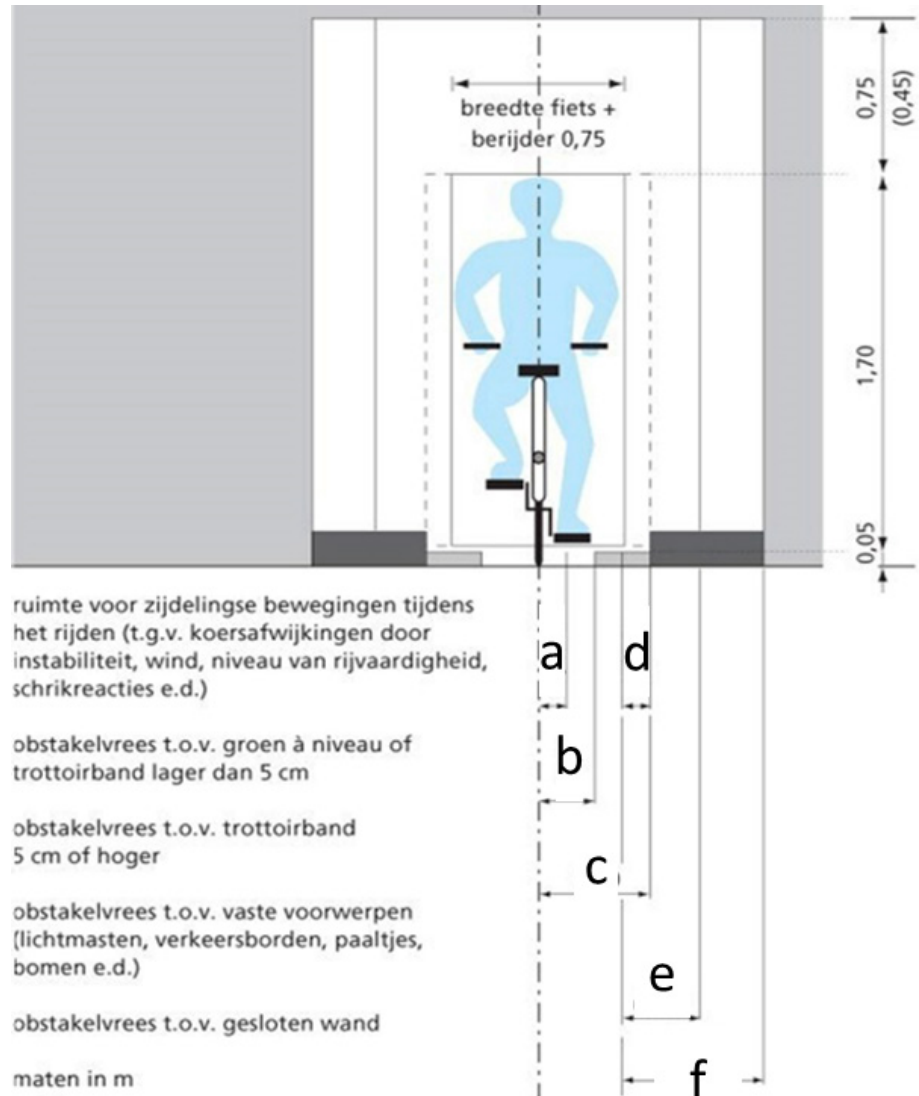 breedte fiets +
berijder 0,75
0,75
(0,45)
1,70
0,05
ruimte voor zijdelingse bewegingen tijdens
het rijden (t.g.v. koersafwijkingen door
instabiliteit, wind, niveau van rijvaardigheid,
schrikreacties e.d.)
a
d
obstakelvrees t.o.v. groen à niveau of
trottoirband lager dan 5 cm
b
obstakelvrees t.o.v. trottoirband
5 cm of hoger
c
obstakelvrees t.o.v. vaste voorwerpen
(lichtmasten, verkeersborden, paaltjes,
bomen e.d.)
e
obstakelvrees t.o.v. gesloten wand
maten in m
f